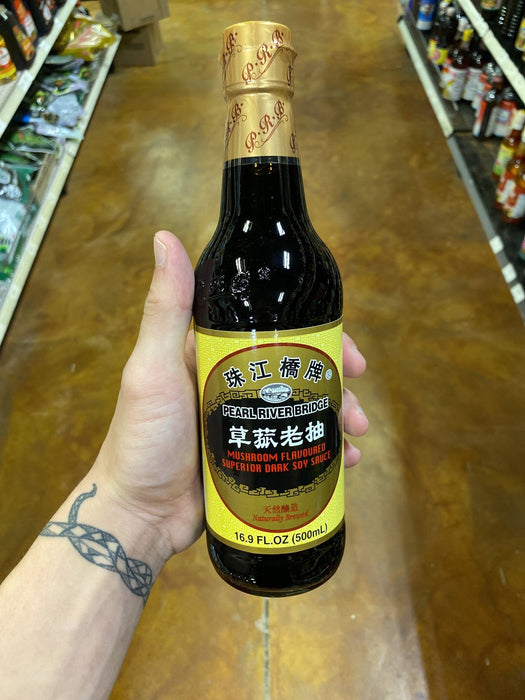 P.R.B.
P.R.B.
珠江橋牌®
PEARL RIVER BRIDGE
草菰老抽
MUSHROOM FLAVOURED
SUPERIOR DARK SOY SAUCE
天然釀造
Naturally Brewed
16.9 FL.OZ (500mL)